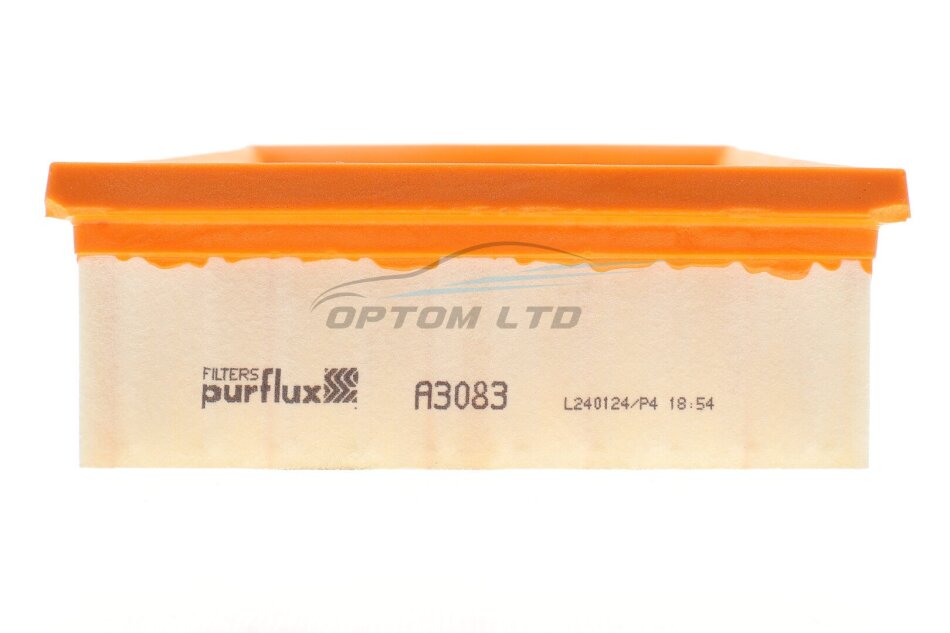 OPTOM LTD
FILTERS
purflux
A3083
L240124/P4 18:54